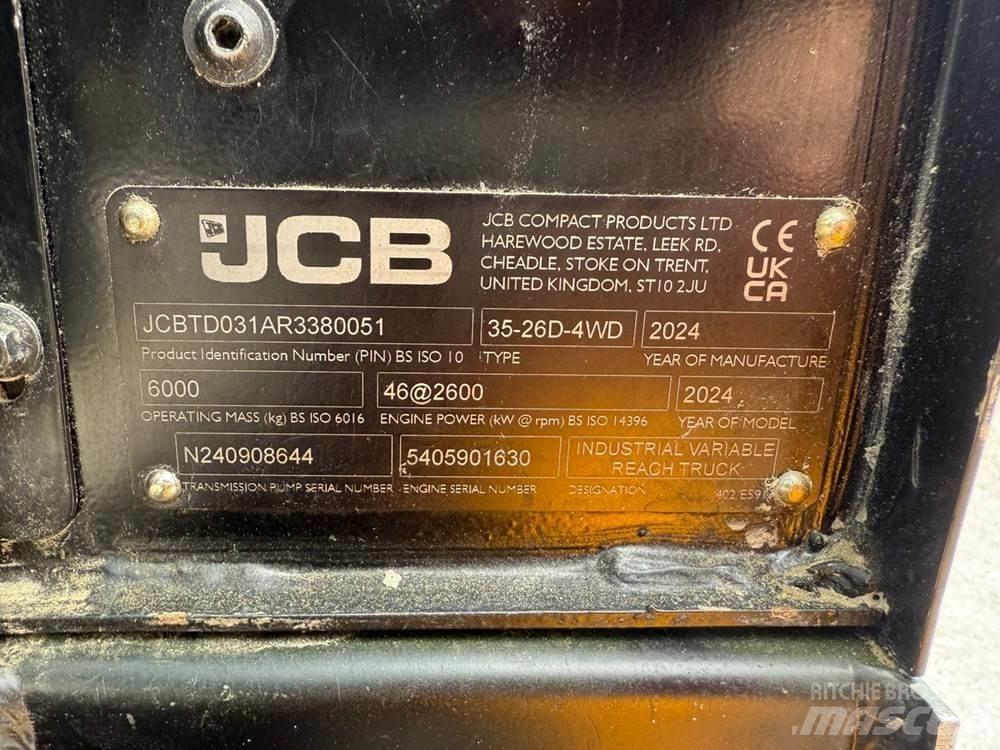 JCB
JCB COMPACT PRODUCTS LTD
HAREWOOD ESTATE, LEEK RD,
CHEADLE, STOKE ON TRENT,
UNITED KINGDOM, ST10 2JU
CE
UK
CA
JCBTD031AR3380051
35-26D-4WD
2024
Product Identification Number (PIN) BS ISO 10
TYPE
YEAR OF MANUFACTURE
6000
46@2600
2024
OPERATING MASS (kg) BS ISO 6016
ENGINE POWER (kW @ rpm) BS ISO 14396
YEAR OF MODEL
N240908644
5405901630
INDUSTRIAL VARIABLE
REACH TRUCK
TRANSMISSION PUMP SERIAL NUMBER
ENGINE SERIAL NUMBER
DESIGNATION
RITCHIE